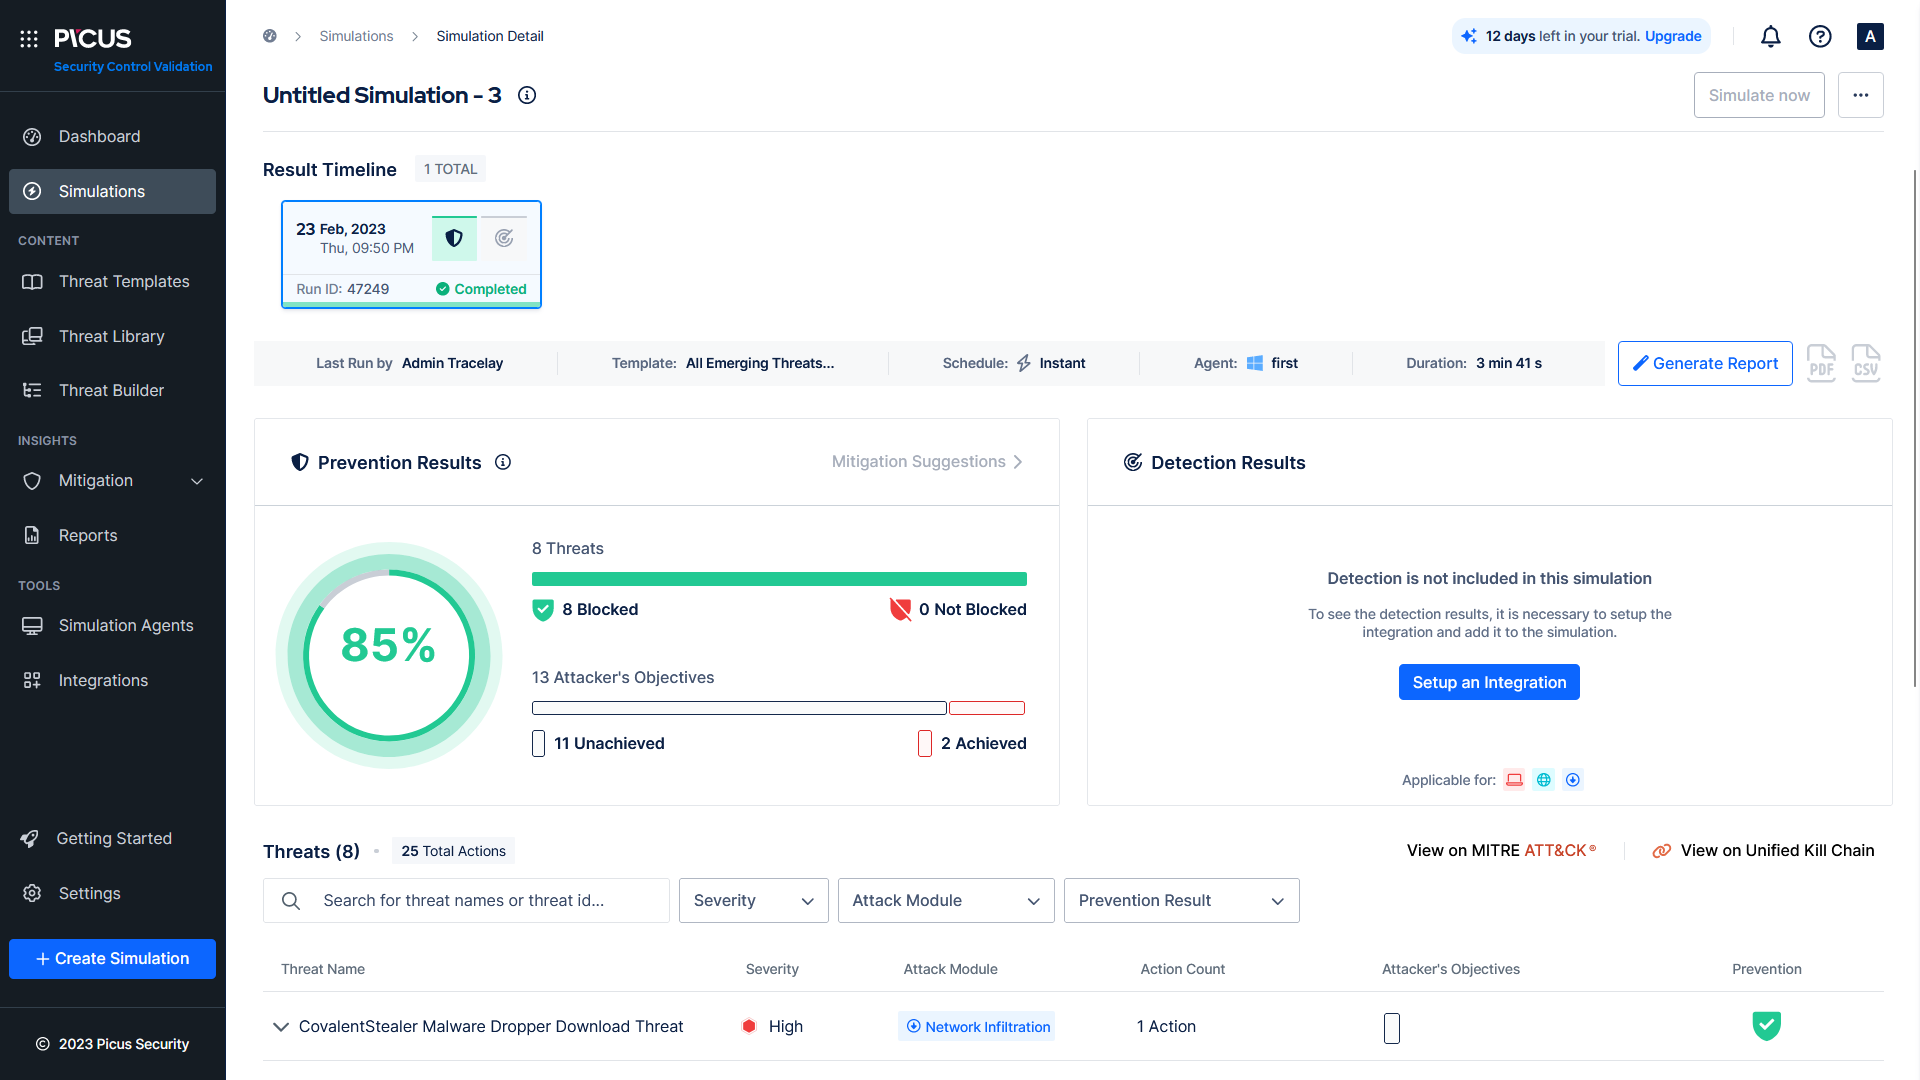 PICUS
Security Control Validation
Dashboard
Simulations
CONTENT
Threat Templates
Threat Library
Threat Builder
INSIGHTS
Mitigation
Reports
TOOLS
Simulation Agents
Integrations
Getting Started
Settings
+ Create Simulation
© 2023 Picus Security
Simulations > Simulation Detail
12 days left in your trial. Upgrade
A
Untitled Simulation - 3
Simulate now
Result Timeline
1 TOTAL
23 Feb, 2023
Thu, 09:50 PM
Run ID: 47249
Completed
Last Run by Admin Tracelay
Template: All Emerging Threats...
Schedule: Instant
Agent: first
Duration: 3 min 41 s
Generate Report
PDF
CSV
Prevention Results
Mitigation Suggestions
85%
8 Threats
8 Blocked
0 Not Blocked
13 Attacker's Objectives
11 Unachieved
2 Achieved
Detection Results
Detection is not included in this simulation
To see the detection results, it is necessary to setup the
integration and add it to the simulation.
Setup an Integration
Applicable for:
Threats (8)
25 Total Actions
View on MITRE ATT&CK®
View on Unified Kill Chain
Search for threat names or threat id...
Severity
Attack Module
Prevention Result
Threat Name
Severity
Attack Module
Action Count
Attacker's Objectives
Prevention
CovalentStealer Malware Dropper Download Threat
High
Network Infiltration
1 Action